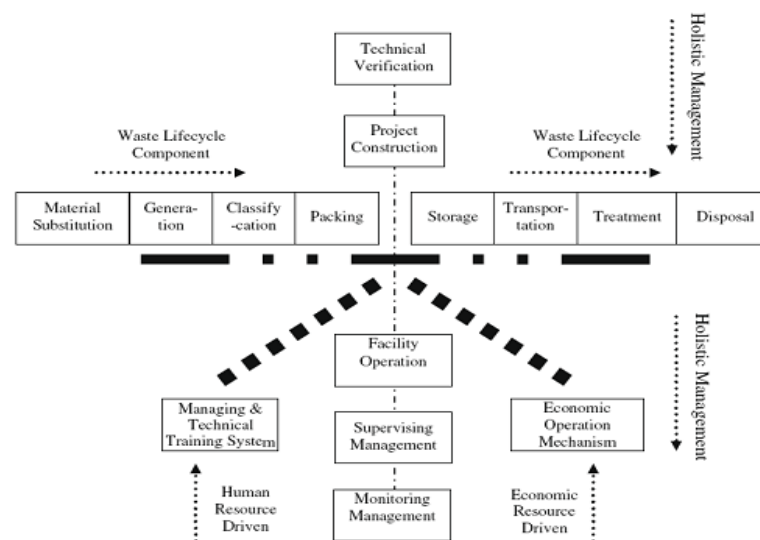 Technical
Verification
Holistic Management
Project
Construction
Waste Lifecycle
Component
Waste Lifecycle
Component
Material
Substitution
Genera-
tion
Classify
-cation
Packing
Storage
Transpor-
tation
Treatment
Disposal
Facility
Operation
Holistic Management
Managing &
Technical
Training System
Supervising
Management
Economic
Operation
Mechanism
Human
Resource
Driven
Monitoring
Management
Economic
Resource
Driven